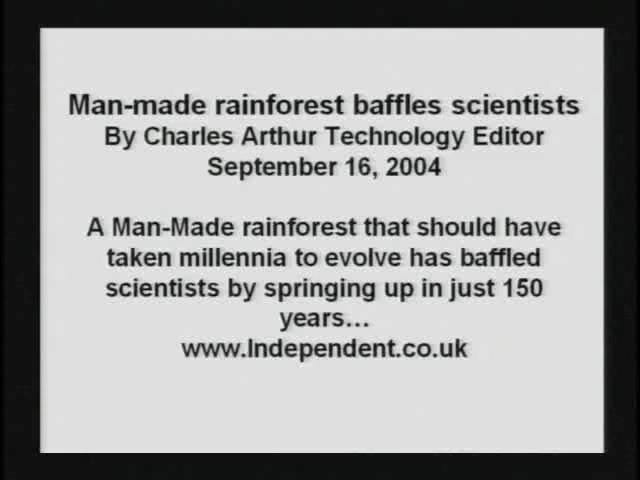 Man-made rainforest baffles scientists
By Charles Arthur Technology Editor
September 16, 2004
A Man-Made rainforest that should have
taken millennia to evolve has baffled
scientists by springing up in just 150
years…
www.Independent.co.uk